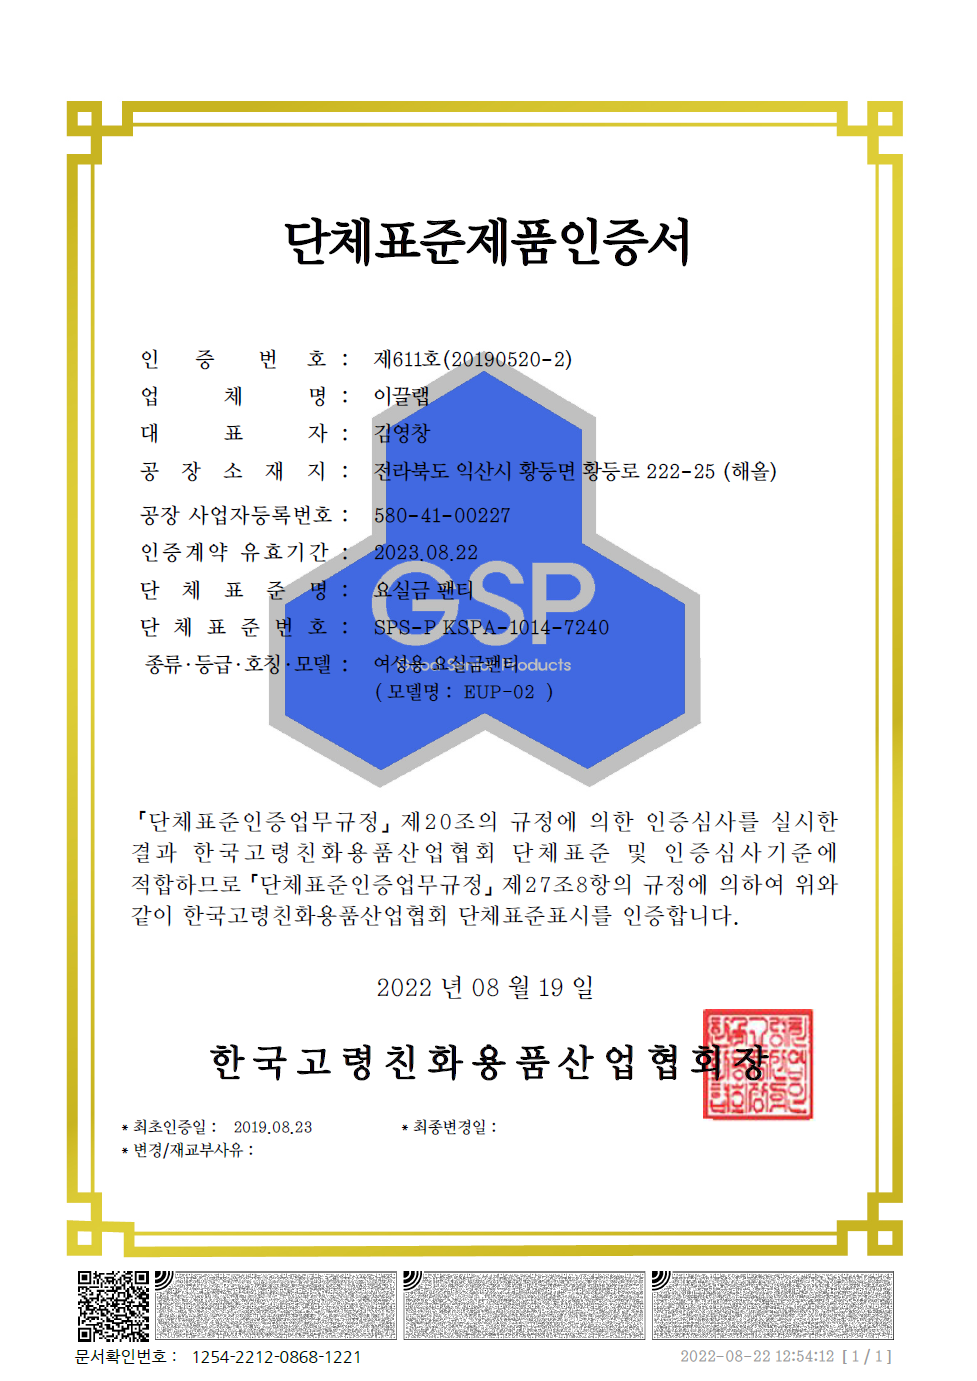 단체표준제품인증서
인 증 번 호 : 제611호(20190520-2)
업 체 명 : 이끌랩
대 표 자 : 김영창
공 장 소 재 지 : 전라북도 익산시 황등면 황등로 222-25 (해올)
공장 사업자등록번호 : 580-41-00227
인증계약 유효기간 : 2023.08.22
단 체 표 준 명 : 요실금 팬티
단 체 표 준 번 호 : SPS-P KSPA-1014-7240
종류·등급·호칭·모델 : 여성용 요실금팬티
( 모델명 : EUP-02 )
GSP
Good Senior Products
「단체표준인증업무규정」 제20조의 규정에 의한 인증심사를 실시한
결과 한국고령친화용품산업협회 단체표준 및 인증심사기준에
적합하므로 「단체표준인증업무규정」 제27조8항의 규정에 의하여 위와
같이 한국고령친화용품산업협회 단체표준표시를 인증합니다.
2022 년 08 월 19 일
한국고령친화용품산업협회장
* 최초인증일 : 2019.08.23 * 최종변경일 :
* 변경/재교부사유 :
문서확인번호 : 1254-2212-0868-1221 2022-08-22 12:54:12 [ 1 / 1 ]